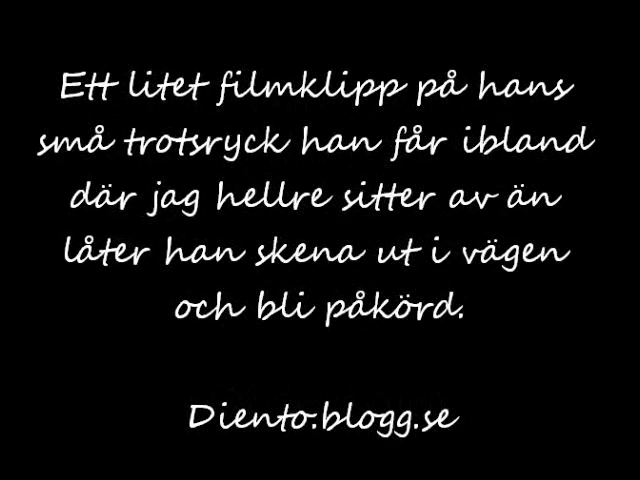 Ett litet filmklipp på hans
små trotsryck han får ibland
där jag hellre sitter av än
låter han skena ut i vägen
och bli påkörd.
Diento.blogg.se